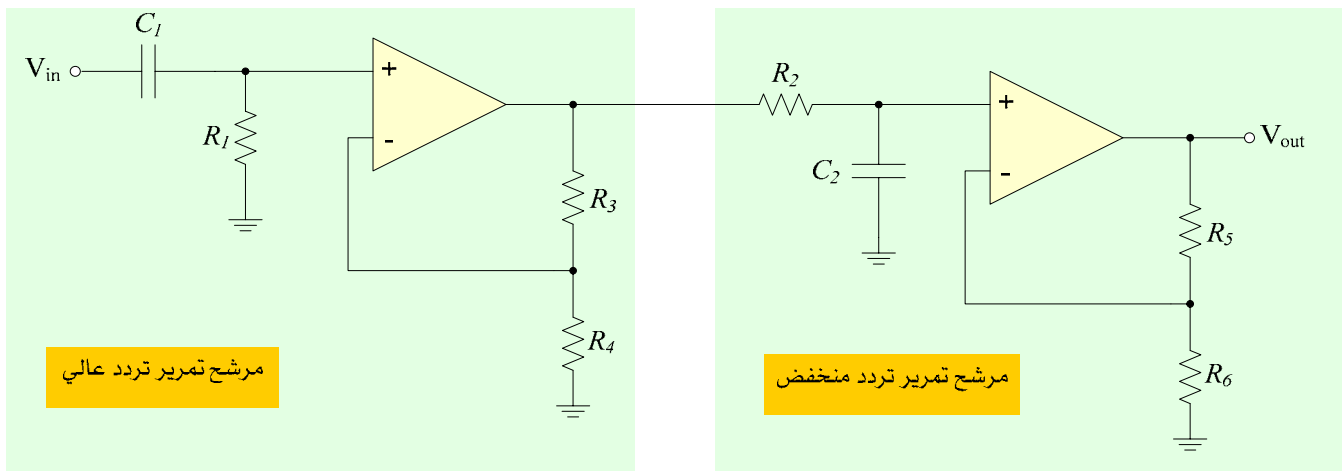 C1
Vin
+
-
R1
R3
R4
مرشح تمرير تردد عالي
R2
C2
+
-
Vout
R5
R6
مرشح تمرير تردد منخفض